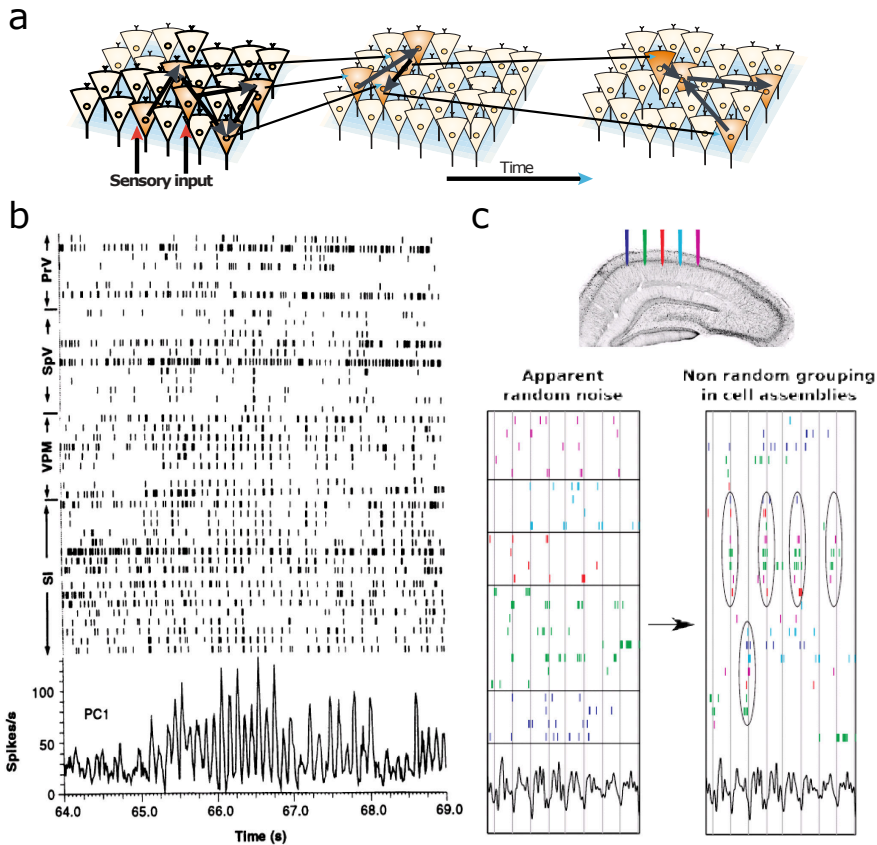 a
Sensory input
Time
b
PrV
SpV
VPM
SI
Spikes/s
100
50
0
PC1
64.0 65.0 66.0 67.0 68.0 69.0
Time (s)
c
Apparent
random noise
Non random grouping
in cell assemblies